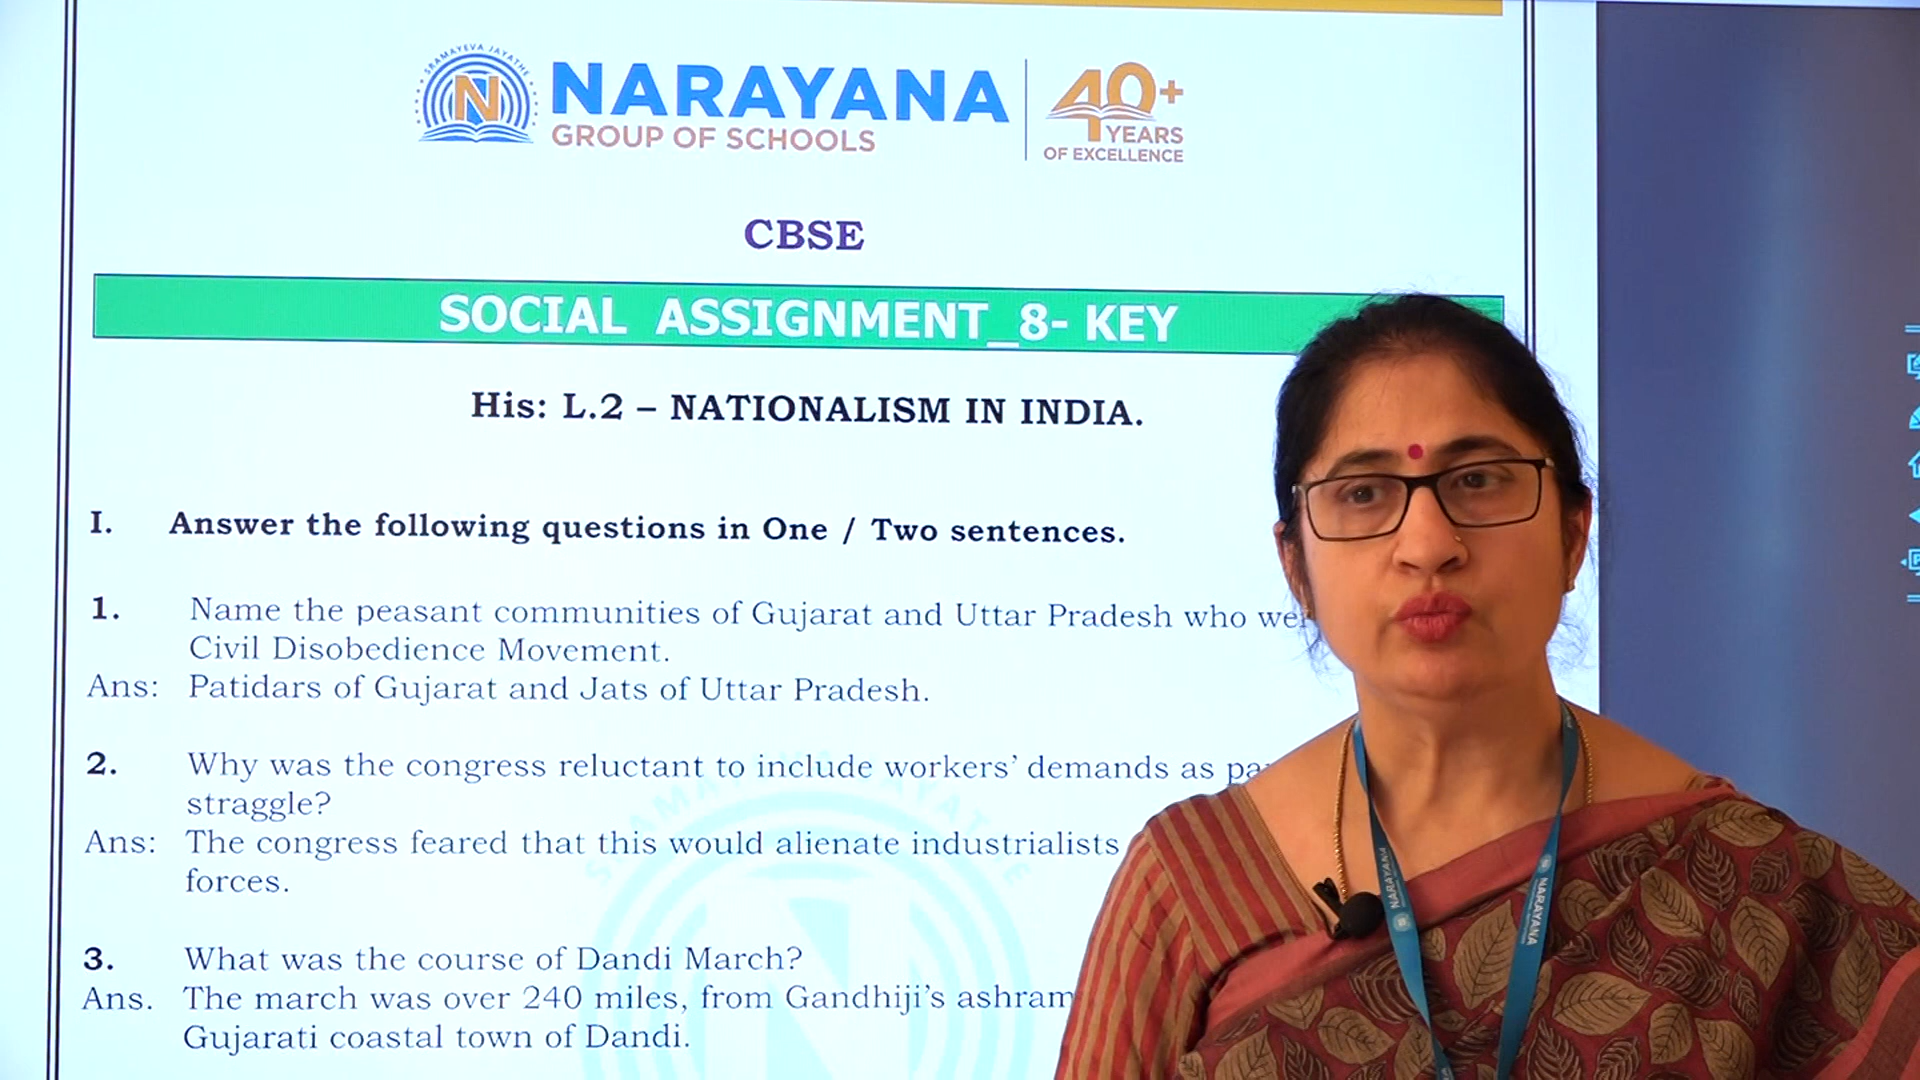 SRAMAYEVA JAYATHE
N
NARAYANA
GROUP OF SCHOOLS
40+
YEARS
OF EXCELLENCE
CBSE
SOCIAL ASSIGNMENT_8- KEY
His: L.2 – NATIONALISM IN INDIA.
I. Answer the following questions in One / Two sentences.
1. Name the peasant communities of Gujarat and Uttar Pradesh who
Civil Disobedience Movement.
Ans: Patidars of Gujarat and Jats of Uttar Pradesh.
2. Why was the congress reluctant to include workers’ demands as
straggle?
Ans: The congress feared that this would alienate industrialists
forces.
3. What was the course of Dandi March?
Ans. The march was over 240 miles, from Gandhiji’s ashram
Gujarati coastal town of Dandi.
SRAMAYEVA JAYATHE
NARAYANA
NARAYANA